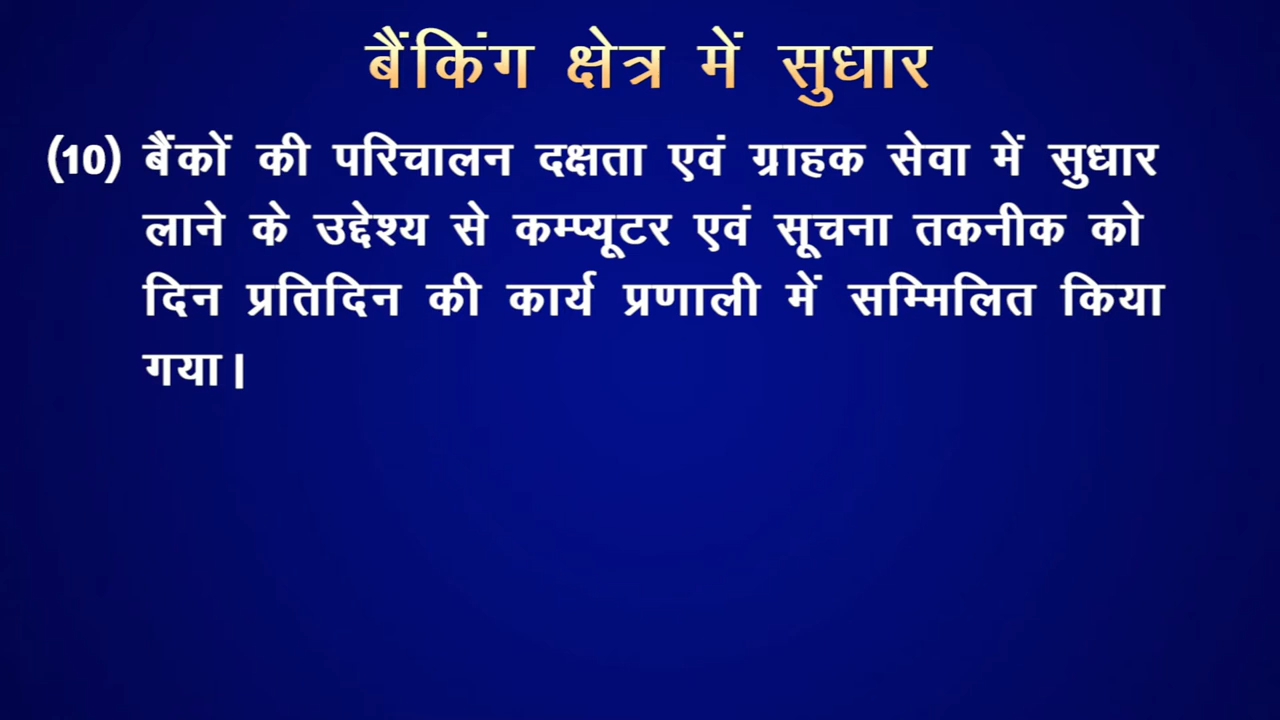 बैंकिंग क्षेत्र में सुधार
(10) बैंकों की परिचालन दक्षता एवं ग्राहक सेवा में सुधार
लाने के उद्देश्य से कम्प्यूटर एवं सूचना तकनीक को
दिन प्रतिदिन की कार्य प्रणाली में सम्मिलित किया
गया।